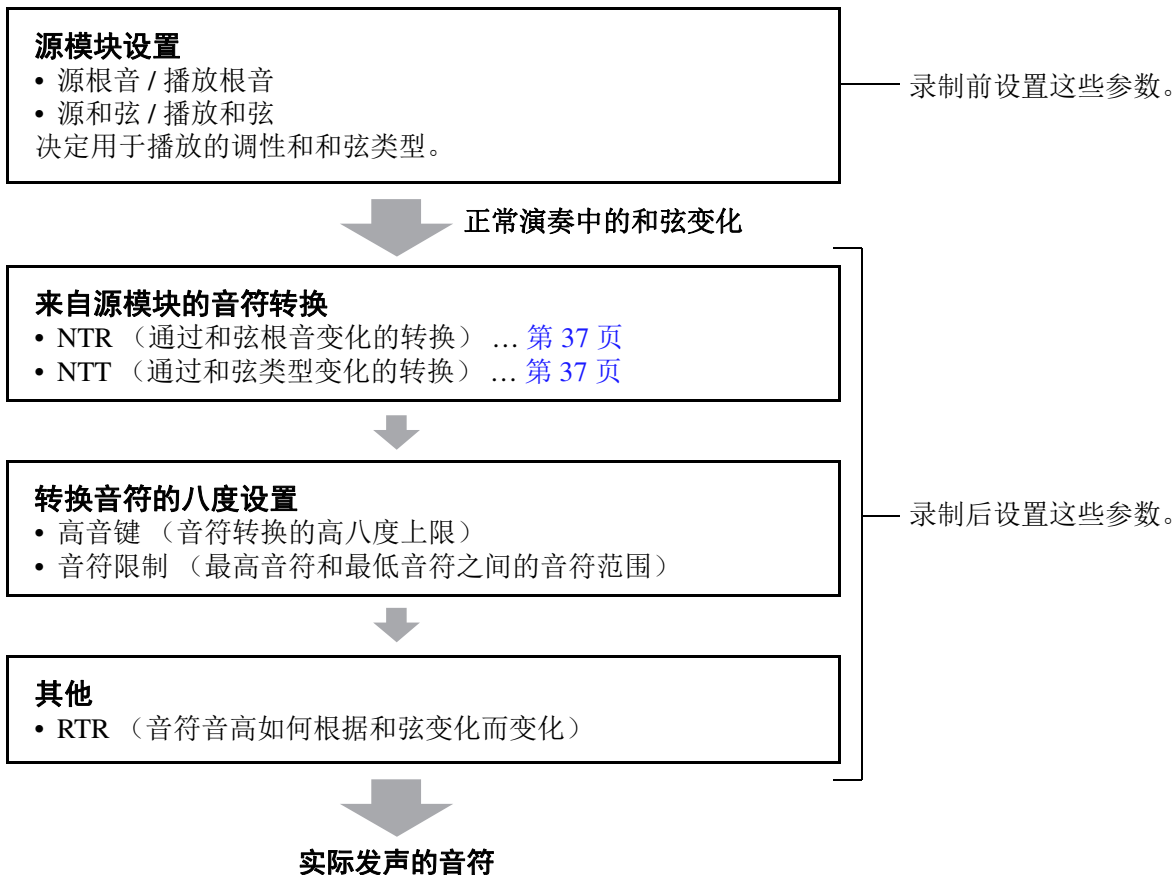 源模块设置
• 源根音 / 播放根音
• 源和弦 / 播放和弦
决定用于播放的调性和和弦类型。
录制前设置这些参数。
正常演奏中的和弦变化
来自源模块的音符转换
• NTR （通过和弦根音变化的转换） … 第 37 页
• NTT （通过和弦类型变化的转换） … 第 37 页
转换音符的八度设置
• 高音键 （音符转换的高八度上限）
• 音符限制 （最高音符和最低音符之间的音符范围）
录制后设置这些参数。
其他
• RTR （音符音高如何根据和弦变化而变化）
实际发声的音符